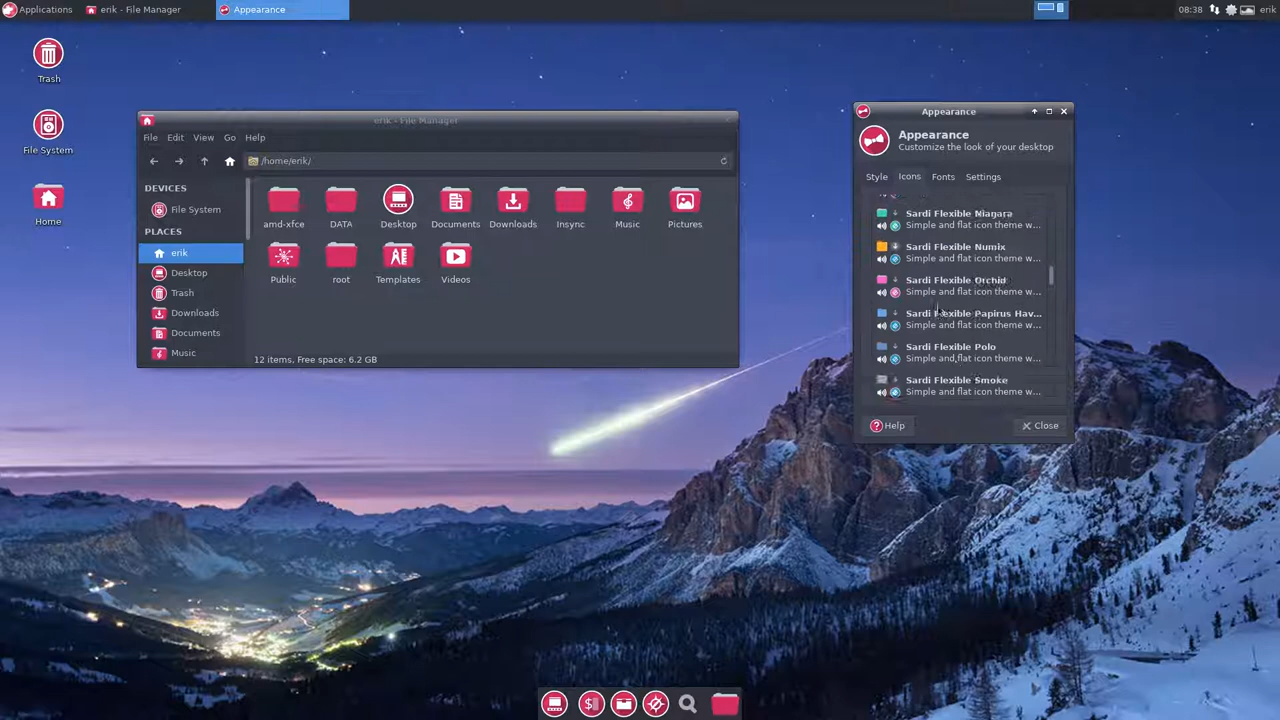 Applications
erik - File Manager
Appearance
08:38
erik
Trash
File System
Home
erik - File Manager
File Edit View Go Help
/home/erik/
DEVICES
File System
PLACES
erik
Desktop
Trash
Downloads
Documents
Music
amd-xfce DATA Desktop Documents Downloads Insync Music Pictures
Public root Templates Videos
12 items, Free space: 6.2 GB
Appearance
Appearance
Customize the look of your desktop
Style Icons Fonts Settings
Sardi Flexible Niagara
Simple and flat icon theme w...
Sardi Flexible Numix
Simple and flat icon theme w...
Sardi Flexible Orchid
Simple and flat icon theme w...
Sardi Flexible Papirus Hav...
Simple and flat icon theme w...
Sardi Flexible Polo
Simple and flat icon theme w...
Sardi Flexible Smoke
Simple and flat icon theme w...
Help
Close